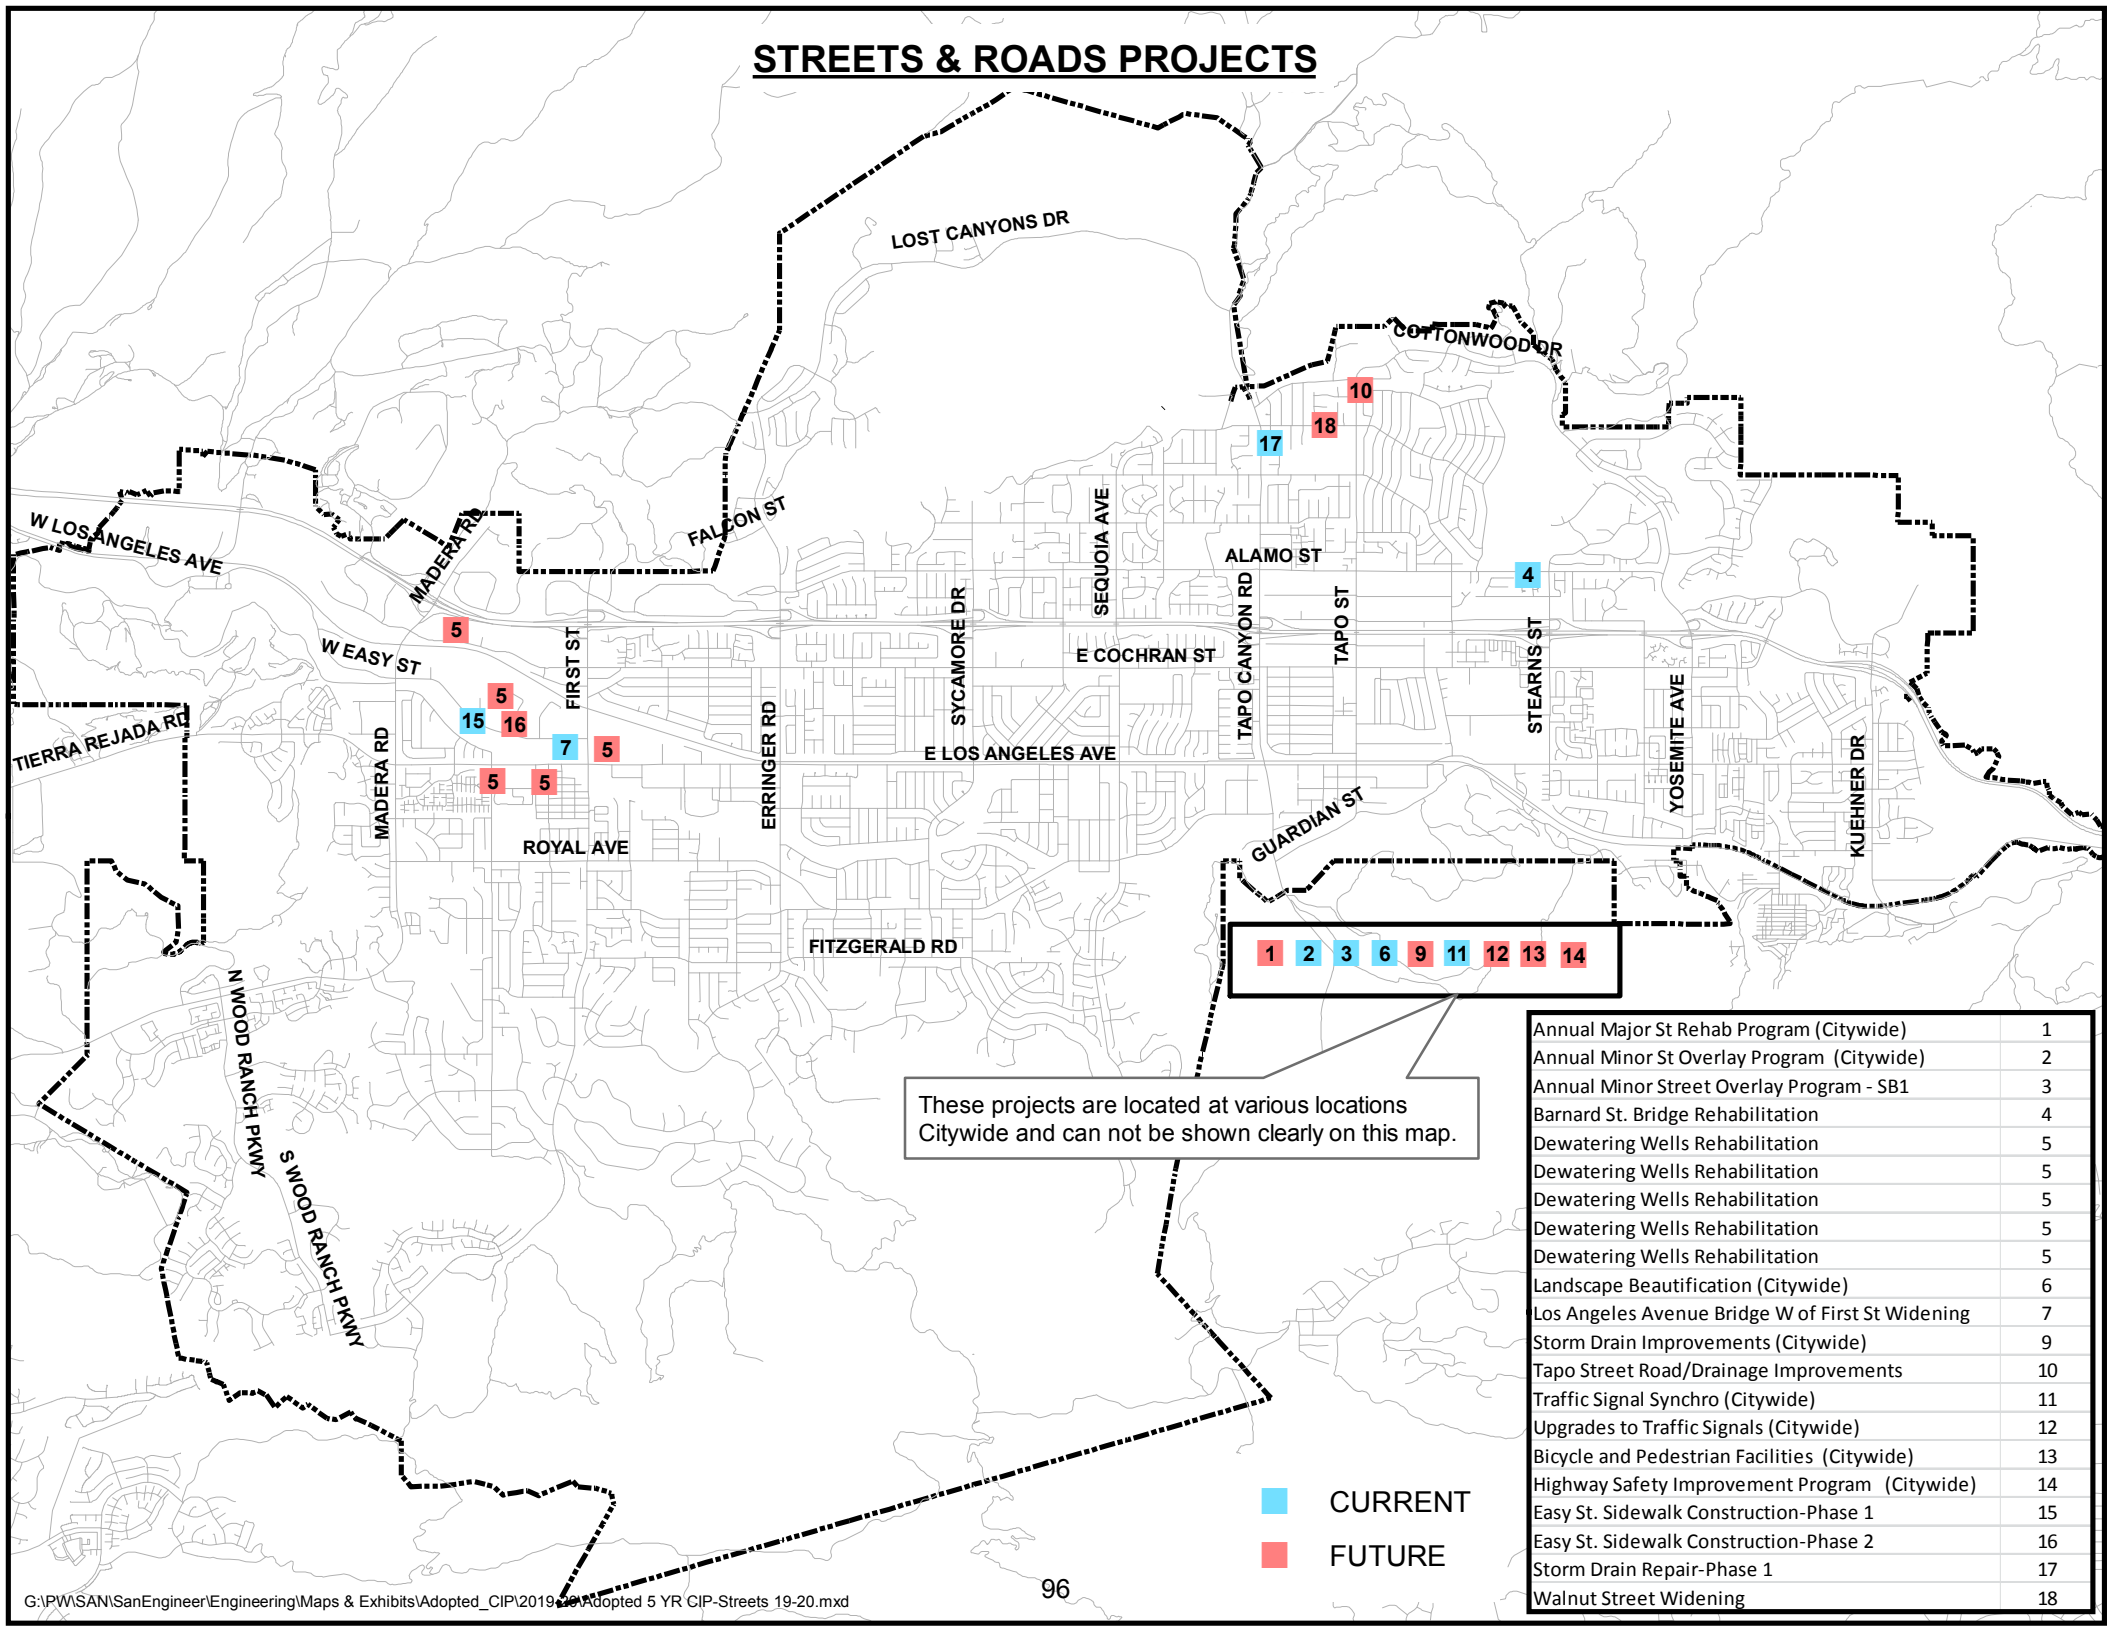 STREETS & ROADS PROJECTS
LOST CANYONS DR
COTTONWOOD DR
10
18
17
W LOS ANGELES AVE
MADERA RD
FALCON ST
SEQUOIA AVE
ALAMO ST
4
TAPO CANYON RD
TAPO ST
SYCAMORE DR
5
W EASY ST
FIRST ST
E COCHRAN ST
STEARNS ST
YOSEMITE AVE
5
15
16
TIERRA REJADA RD
MADERA RD
7
5
ERRINGER RD
E LOS ANGELES AVE
KUEHNER DR
5
5
GUARDIAN ST
ROYAL AVE
FITZGERALD RD
1 2 3 6 9 11 12 13 14
N WOOD RANCH PKWY
S WOOD RANCH PKWY
These projects are located at various locations
Citywide and can not be shown clearly on this map.
Annual Major St Rehab Program (Citywide) 1
Annual Minor St Overlay Program (Citywide) 2
Annual Minor Street Overlay Program - SB1 3
Barnard St. Bridge Rehabilitation 4
Dewatering Wells Rehabilitation 5
Dewatering Wells Rehabilitation 5
Dewatering Wells Rehabilitation 5
Dewatering Wells Rehabilitation 5
Dewatering Wells Rehabilitation 5
Landscape Beautification (Citywide) 6
Los Angeles Avenue Bridge W of First St Widening 7
Storm Drain Improvements (Citywide) 9
Tapo Street Road/Drainage Improvements 10
Traffic Signal Synchro (Citywide) 11
Upgrades to Traffic Signals (Citywide) 12
Bicycle and Pedestrian Facilities (Citywide) 13
Highway Safety Improvement Program (Citywide) 14
Easy St. Sidewalk Construction-Phase 1 15
Easy St. Sidewalk Construction-Phase 2 16
Storm Drain Repair-Phase 1 17
Walnut Street Widening 18
CURRENT
FUTURE
96
G:\PW\SAN\SanEngineer\Engineering\Maps & Exhibits\Adopted_CIP\2019-20\Adopted 5 YR CIP-Streets 19-20.mxd